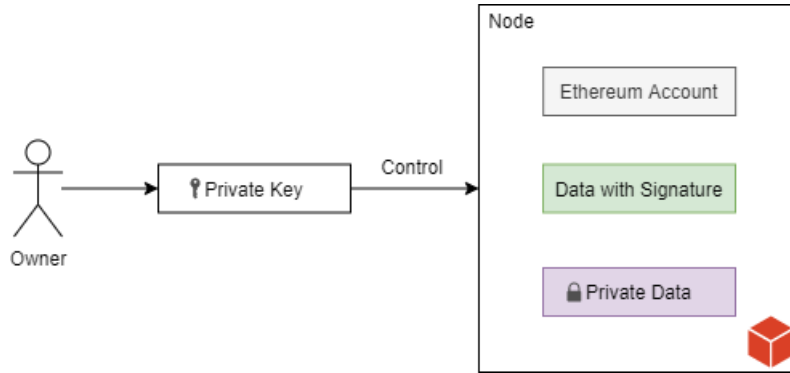 Node
Ethereum Account
Control
Private Key
Data with Signature
Owner
Private Data